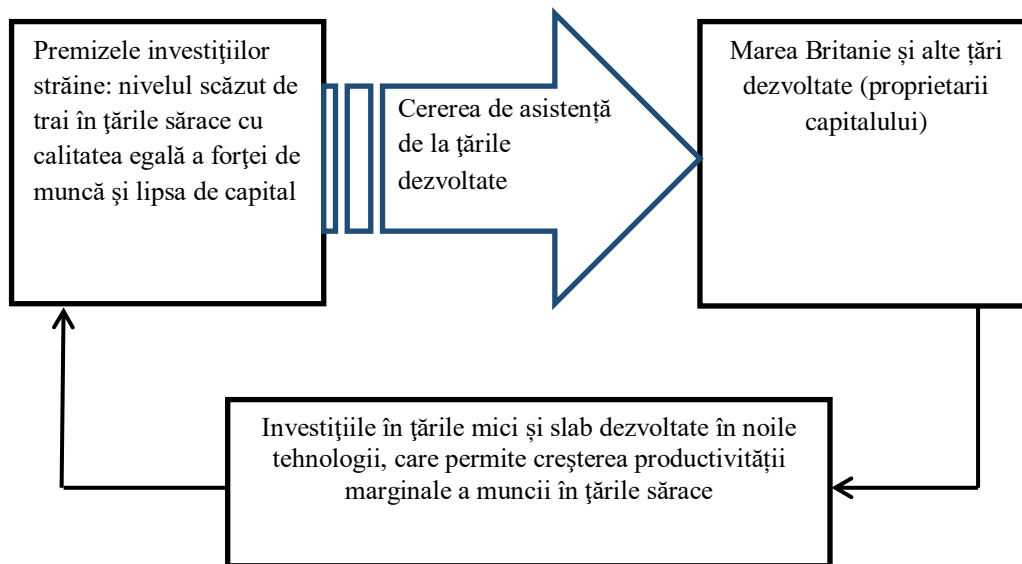 Premizele investiţiilor
străine: nivelul scăzut de
trai în ţările sărace cu
calitatea egală a forţei de
muncă şi lipsa de capital
Cererea de asistență
de la ţările
dezvoltate
Marea Britanie și alte țări
dezvoltate (proprietarii
capitalului)
Investiţiile în ţările mici și slab dezvoltate în noile
tehnologii, care permite creşterea productivității
marginale a muncii în ţările sărace